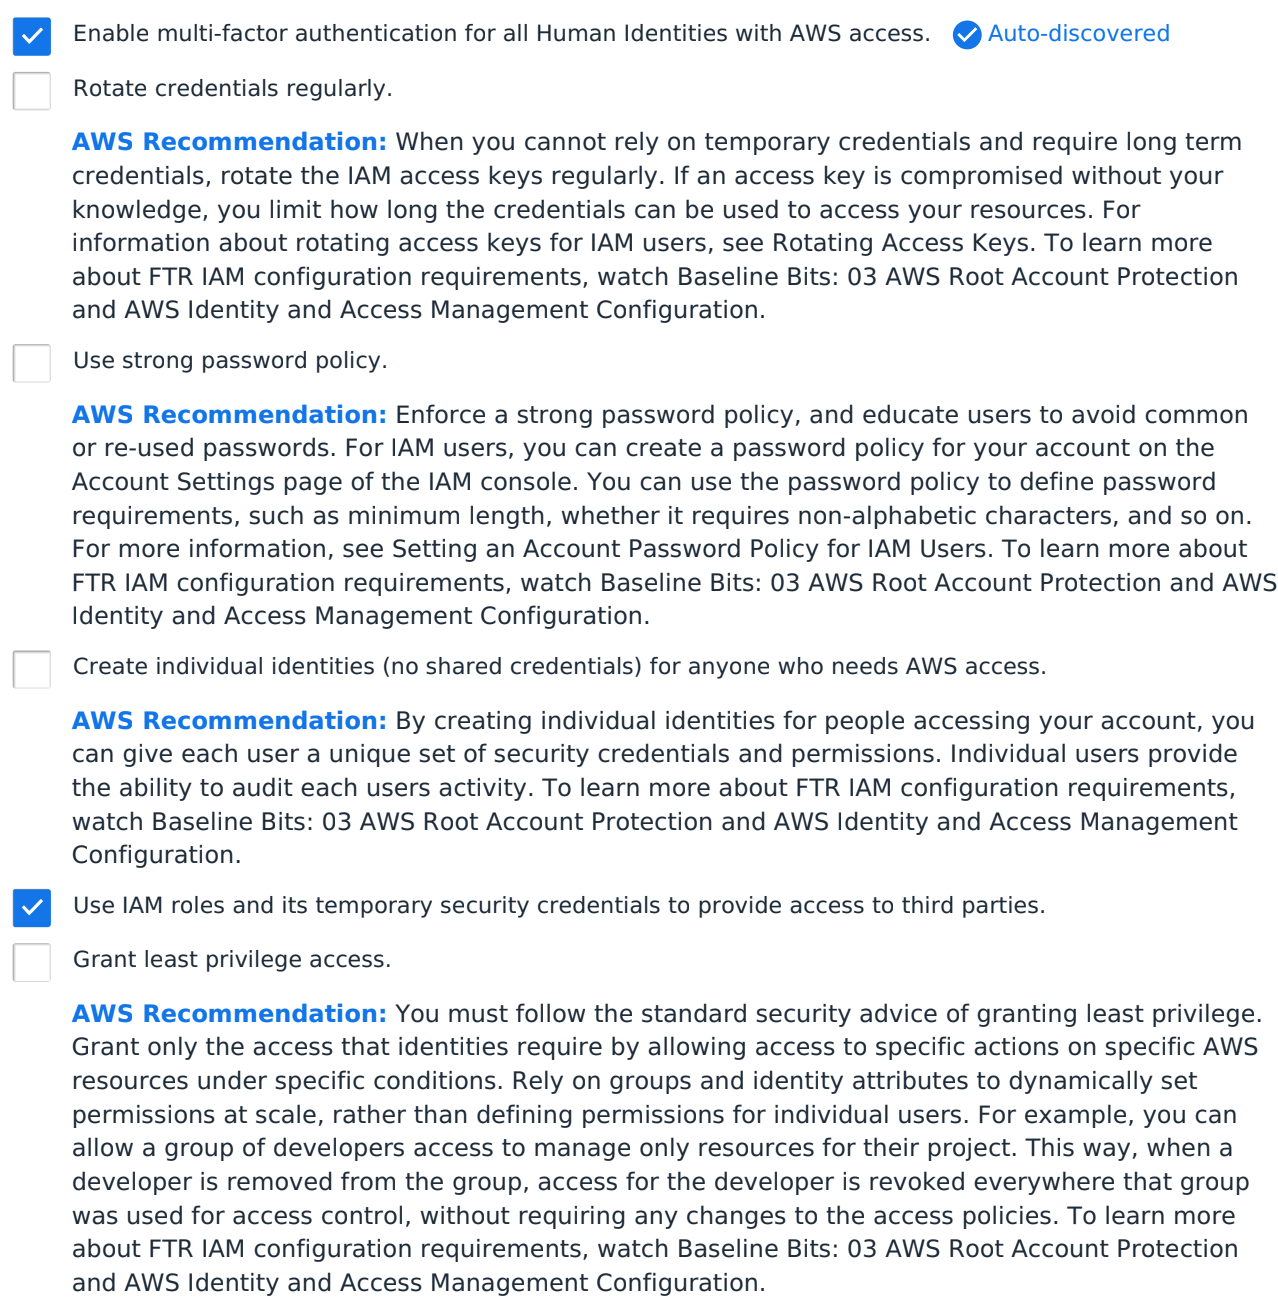 Enable multi-factor authentication for all Human Identities with AWS access. Auto-discovered
Rotate credentials regularly.
AWS Recommendation: When you cannot rely on temporary credentials and require long term
credentials, rotate the IAM access keys regularly. If an access key is compromised without your
knowledge, you limit how long the credentials can be used to access your resources. For
information about rotating access keys for IAM users, see Rotating Access Keys. To learn more
about FTR IAM configuration requirements, watch Baseline Bits: 03 AWS Root Account Protection
and AWS Identity and Access Management Configuration.
Use strong password policy.
AWS Recommendation: Enforce a strong password policy, and educate users to avoid common
or re-used passwords. For IAM users, you can create a password policy for your account on the
Account Settings page of the IAM console. You can use the password policy to define password
requirements, such as minimum length, whether it requires non-alphabetic characters, and so on.
For more information, see Setting an Account Password Policy for IAM Users. To learn more about
FTR IAM configuration requirements, watch Baseline Bits: 03 AWS Root Account Protection and AWS
Identity and Access Management Configuration.
Create individual identities (no shared credentials) for anyone who needs AWS access.
AWS Recommendation: By creating individual identities for people accessing your account, you
can give each user a unique set of security credentials and permissions. Individual users provide
the ability to audit each users activity. To learn more about FTR IAM configuration requirements,
watch Baseline Bits: 03 AWS Root Account Protection and AWS Identity and Access Management
Configuration.
Use IAM roles and its temporary security credentials to provide access to third parties.
Grant least privilege access.
AWS Recommendation: You must follow the standard security advice of granting least privilege.
Grant only the access that identities require by allowing access to specific actions on specific AWS
resources under specific conditions. Rely on groups and identity attributes to dynamically set
permissions at scale, rather than defining permissions for individual users. For example, you can
allow a group of developers access to manage only resources for their project. This way, when a
developer is removed from the group, access for the developer is revoked everywhere that group
was used for access control, without requiring any changes to the access policies. To learn more
about FTR IAM configuration requirements, watch Baseline Bits: 03 AWS Root Account Protection
and AWS Identity and Access Management Configuration.